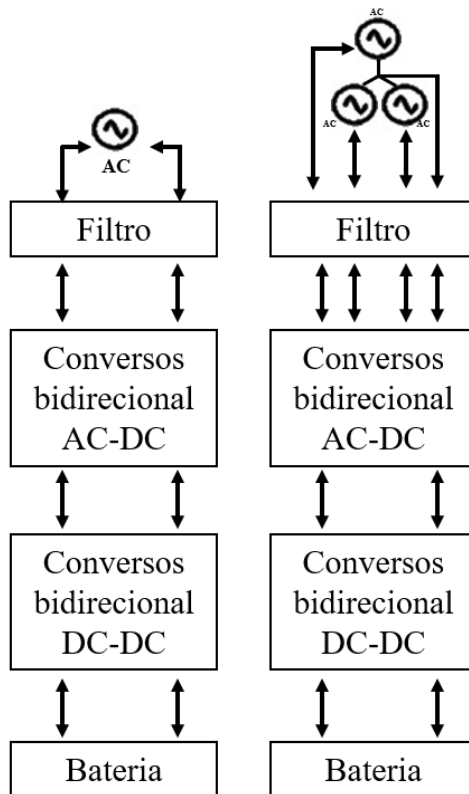 AC
Filtro
Conversos
bidirecional
AC-DC
Conversos
bidirecional
DC-DC
Bateria
AC
AC
AC
Filtro
Conversos
bidirecional
AC-DC
Conversos
bidirecional
DC-DC
Bateria